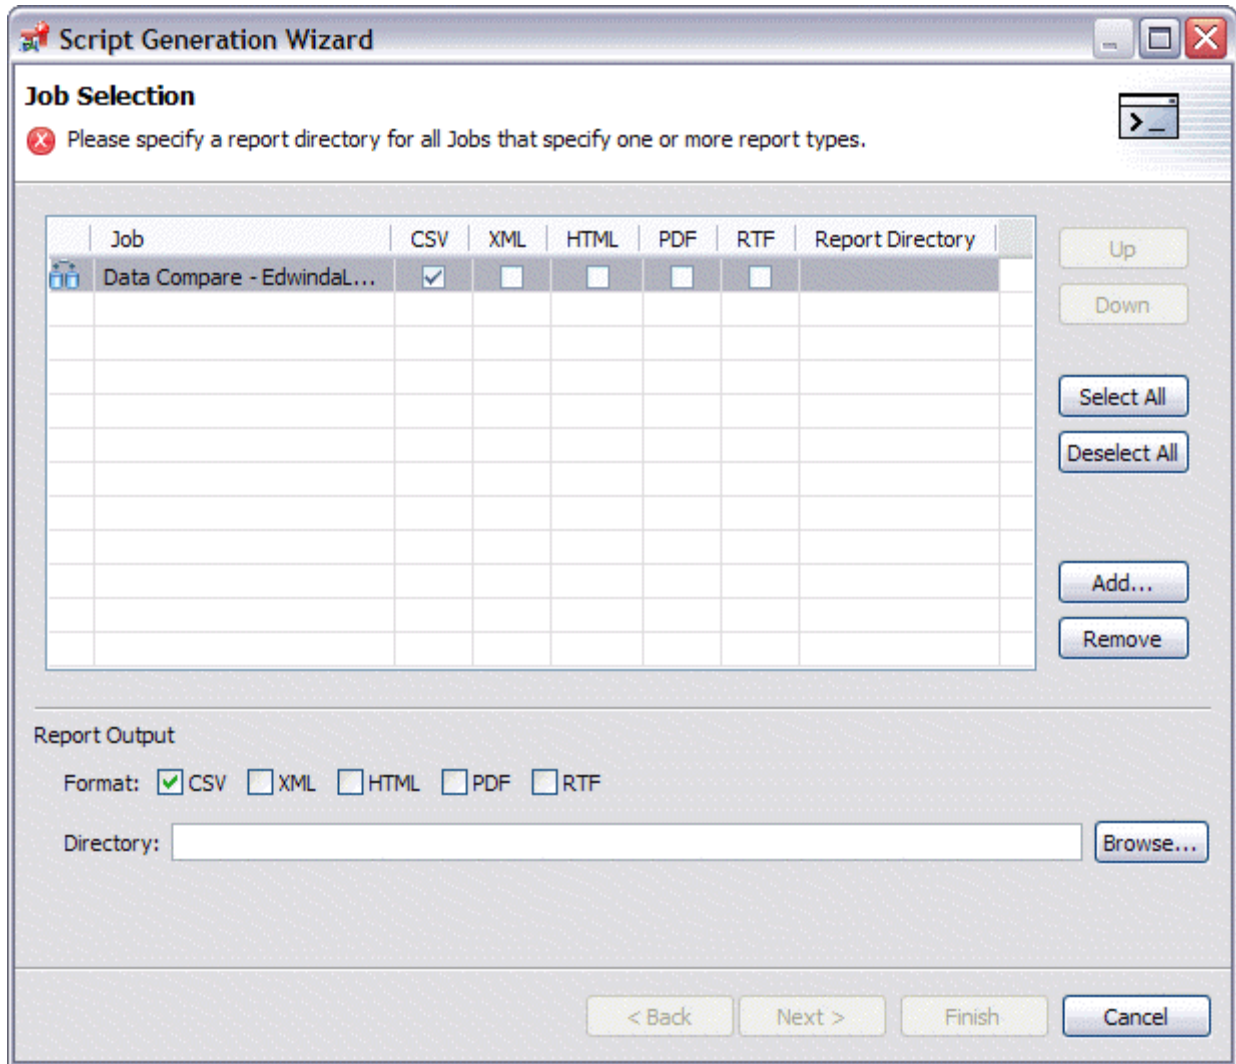 Script Generation Wizard
Job Selection
Please specify a report directory for all Jobs that specify one or more report types.
Job CSV XML HTML PDF RTF Report Directory
Data Compare - EdwindaL...
Up
Down
Select All
Deselect All
Add...
Remove
Report Output
Format: CSV XML HTML PDF RTF
Directory: Browse...
< Back Next > Finish Cancel